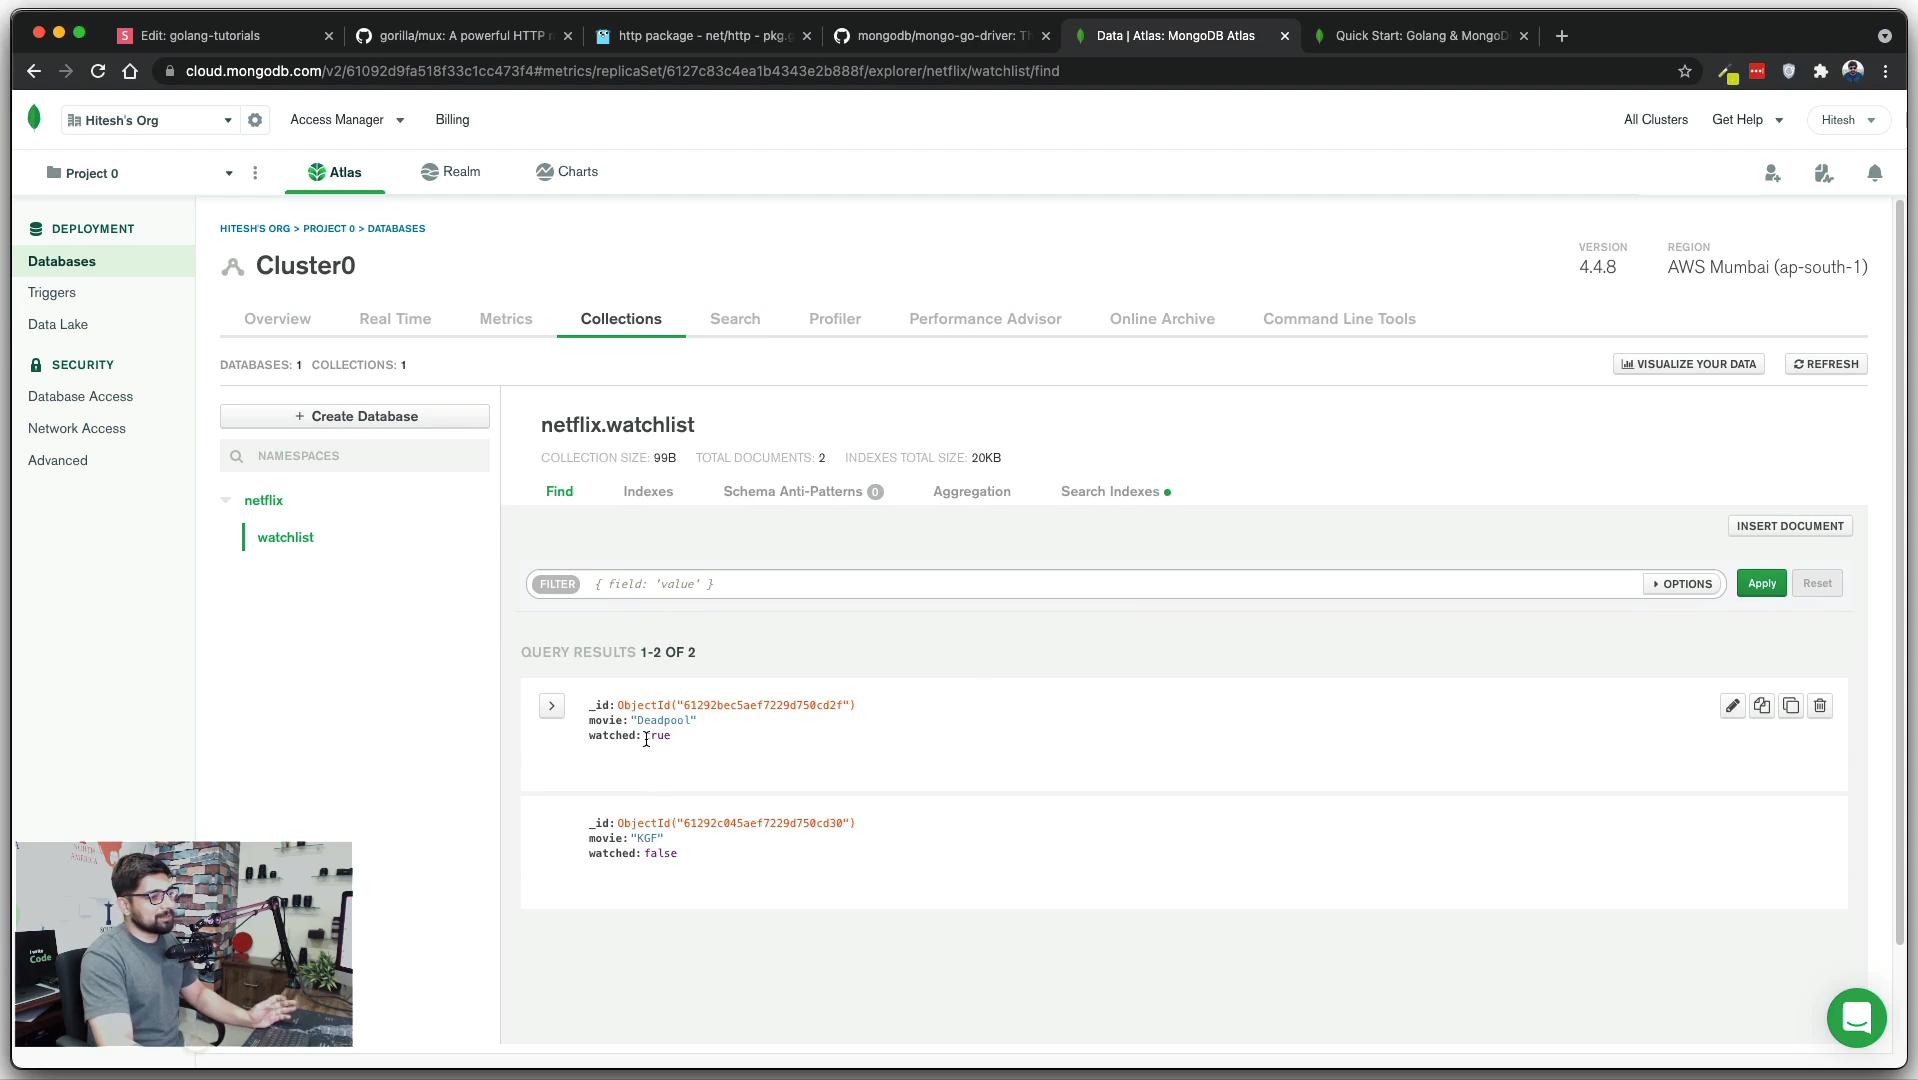 S Edit: golang-tutorials
gorilla/mux: A powerful HTTP r
http package - net/http - pkg.g
mongodb/mongo-go-driver: Th
Data | Atlas: MongoDB Atlas
Quick Start: Golang & MongoD
cloud.mongodb.com/v2/61092d9fa518f33c1cc473f4#metrics/replicaSet/6127c83c4ea1b4343e2b888f/explorer/netflix/watchlist/find
Hitesh's Org
Access Manager
Billing
All Clusters
Get Help
Hitesh
Project 0
Atlas
Realm
Charts
DEPLOYMENT
Databases
Triggers
Data Lake
SECURITY
Database Access
Network Access
Advanced
HITESH'S ORG > PROJECT 0 > DATABASES
Cluster0
VERSION
4.4.8
REGION
AWS Mumbai (ap-south-1)
Overview
Real Time
Metrics
Collections
Search
Profiler
Performance Advisor
Online Archive
Command Line Tools
DATABASES: 1 COLLECTIONS: 1
VISUALIZE YOUR DATA
REFRESH
+ Create Database
NAMESPACES
netflix
watchlist
netflix.watchlist
COLLECTION SIZE: 99B TOTAL DOCUMENTS: 2 INDEXES TOTAL SIZE: 20KB
Find
Indexes
Schema Anti-Patterns 0
Aggregation
Search Indexes
INSERT DOCUMENT
FILTER { field: 'value' }
OPTIONS
Apply
Reset
QUERY RESULTS 1-2 OF 2
_id: ObjectId("61292bec5aef7229d750cd2f")
movie: "Deadpool"
watched: true
_id: ObjectId("61292c045aef7229d750cd30")
movie: "KGF"
watched: false
NORTH
AMERICA
Code